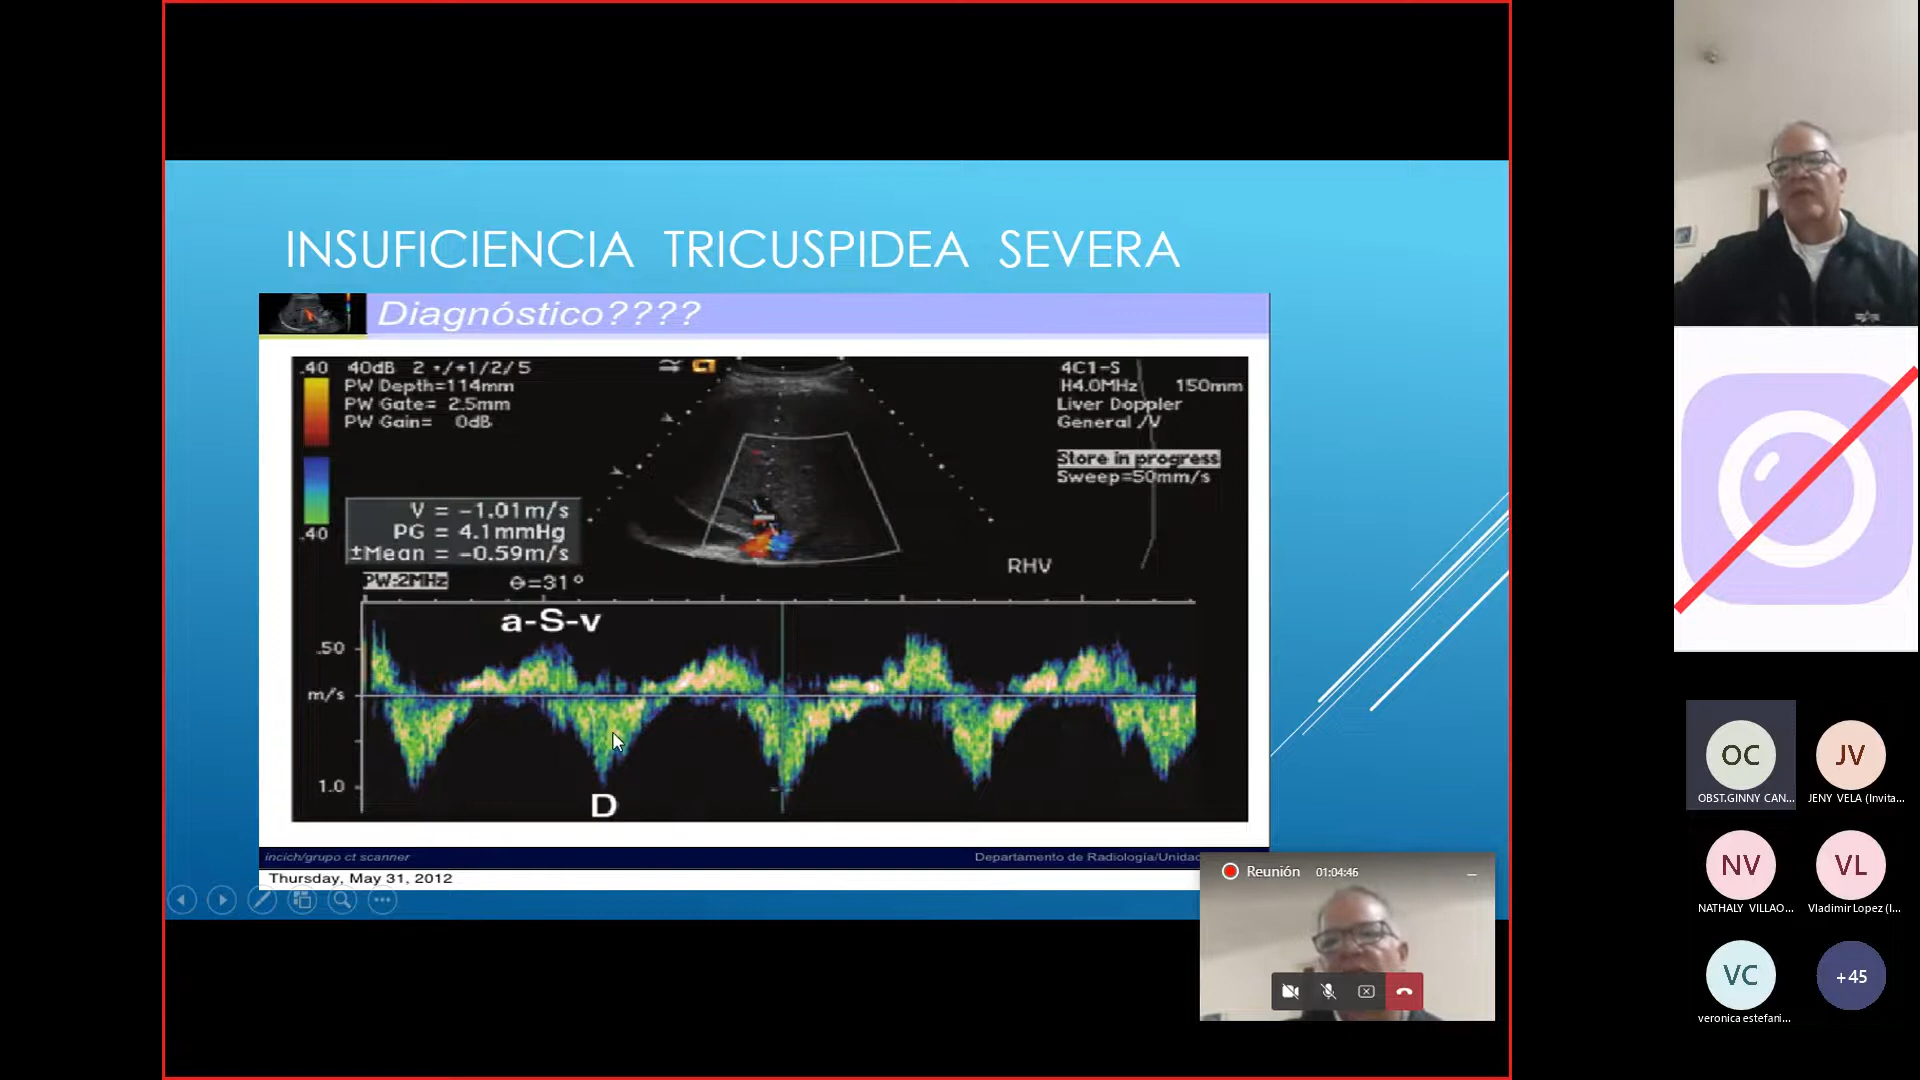 INSUFICIENCIA TRICUSPIDEA SEVERA
Diagnóstico????
.40 40dB 2 •/+1/2/5
PW Depth=114mm
PW Gate= 2.5mm
PW Gain= 0dB
4C1-S
H4.0MHz 150mm
Liver Doppler
General /V
Store in progress
Sweep=50mm/s
V = -1.01m/s
PG = 4.1mmHg
±Mean = -0.59m/s
.40
RHV
PW:2MHz θ=31°
a-S-v
.50
m/s
1.0
D
incich/grupo ct scanner
Departamento de Radiología/Unidad
Thursday, May 31, 2012
Reunión 01:04:46
OC
OBST.GINNY CAN...
JV
JENY VELA (Invita...
NV
NATHALY VILLAO...
VL
Vladimir Lopez (I...
VC
veronica estefani...
+45